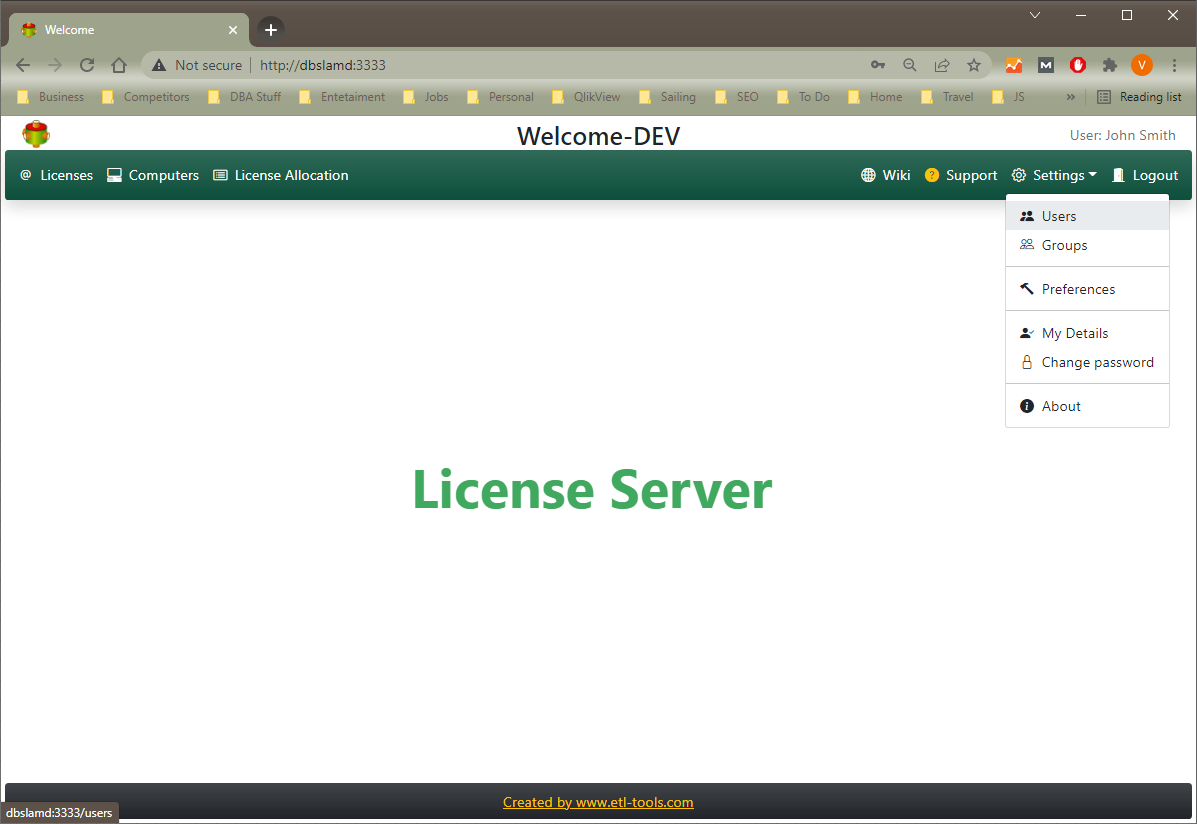 Welcome
Not secure | http://dbslamd:3333
V
Business Competitors DBA Stuff Entetaiment Jobs Personal QlikView Sailing SEO To Do Home Travel JS » Reading list
Welcome-DEV
User: John Smith
@ Licenses Computers License Allocation Wiki ? Support Settings Logout
Users
Groups
Preferences
My Details
Change password
About
License Server
Created by www.etl-tools.com
dbslamd:3333/users